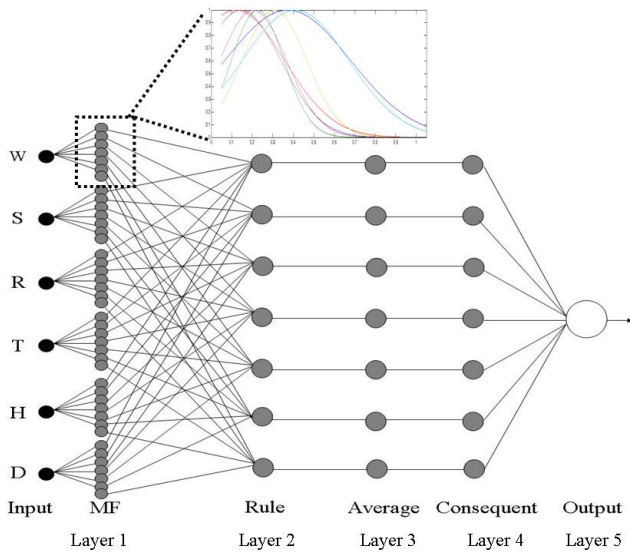 W
S
R
T
H
D
Input MF Rule Average Consequent Output
Layer 1 Layer 2 Layer 3 Layer 4 Layer 5